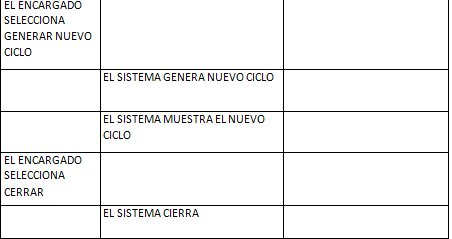 EL ENCARGADO
SELECCIONA
GENERAR NUEVO
CICLO
EL SISTEMA GENERA NUEVO CICLO
EL SISTEMA MUESTRA EL NUEVO
CICLO
EL ENCARGADO
SELECCIONA
CERRAR
EL SISTEMA CIERRA